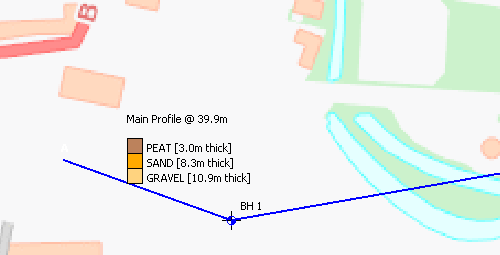 B
Main Profile @ 39.9m
A
PEAT [3.0m thick]
SAND [8.3m thick]
GRAVEL [10.9m thick]
BH 1